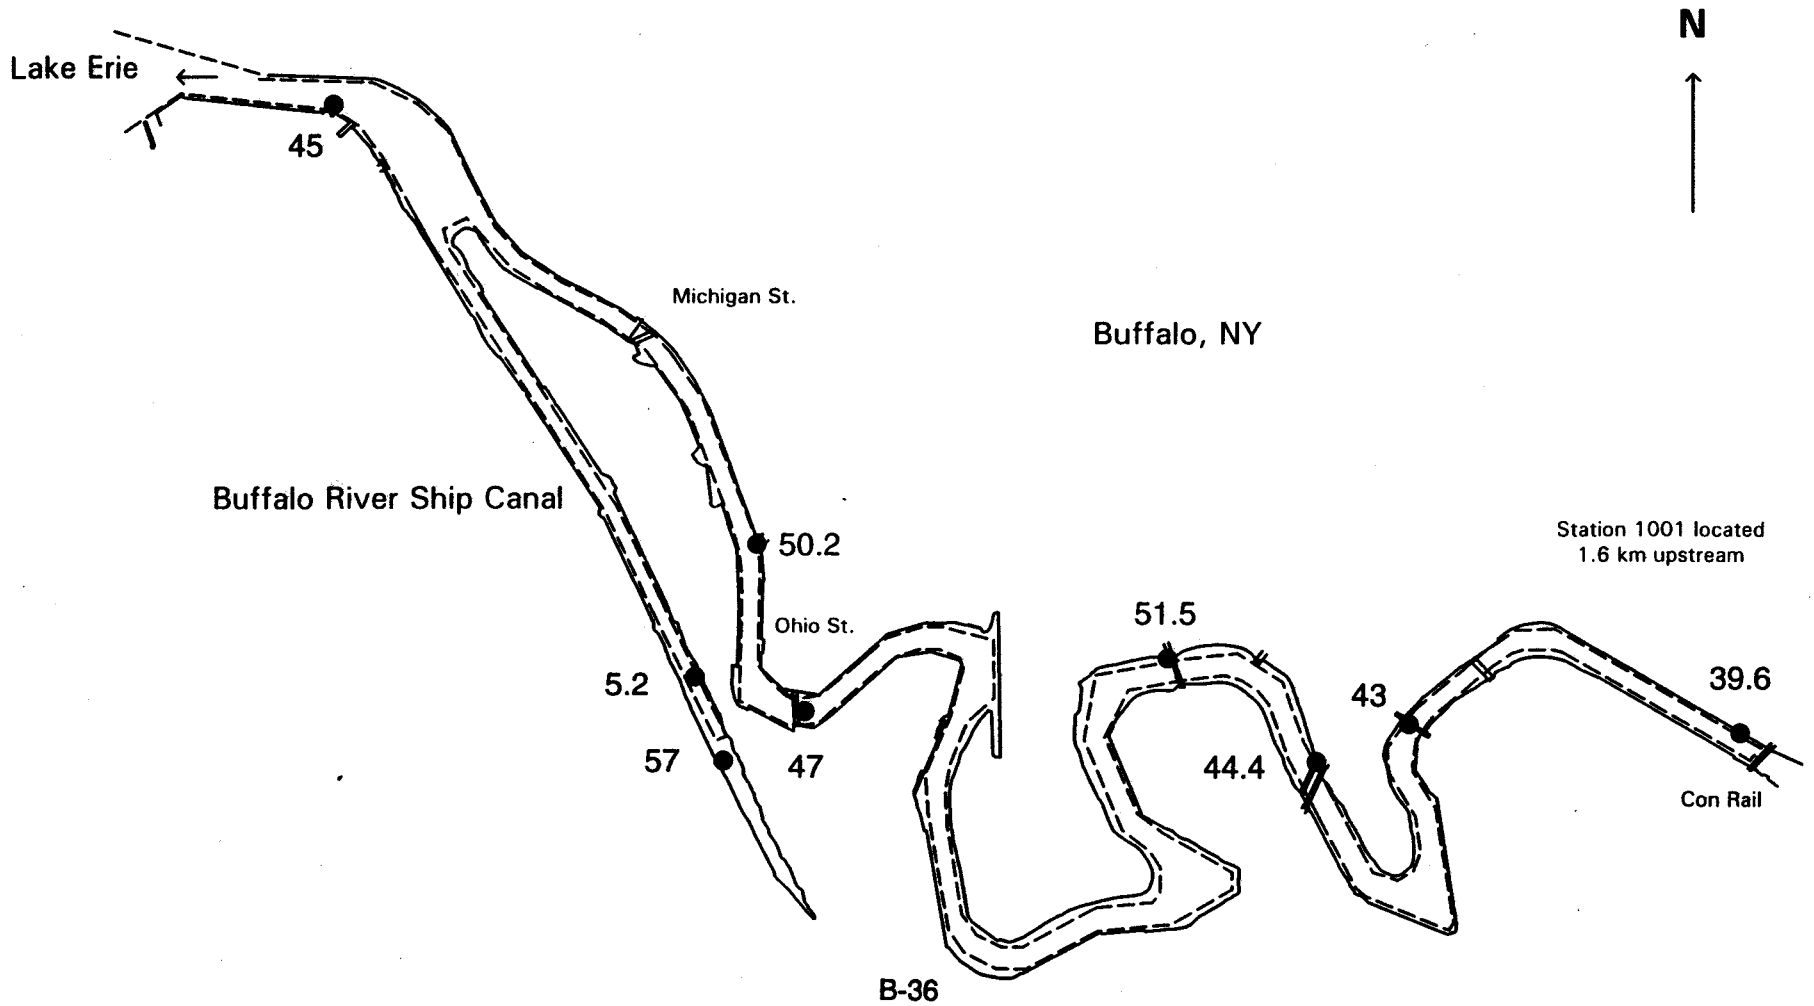 N
Lake Erie
45
Michigan St.
Buffalo, NY
Buffalo River Ship Canal
50.2
Station 1001 located
1.6 km upstream
Ohio St.
51.5
5.2
43
39.6
57
47
44.4
Con Rail
B-36